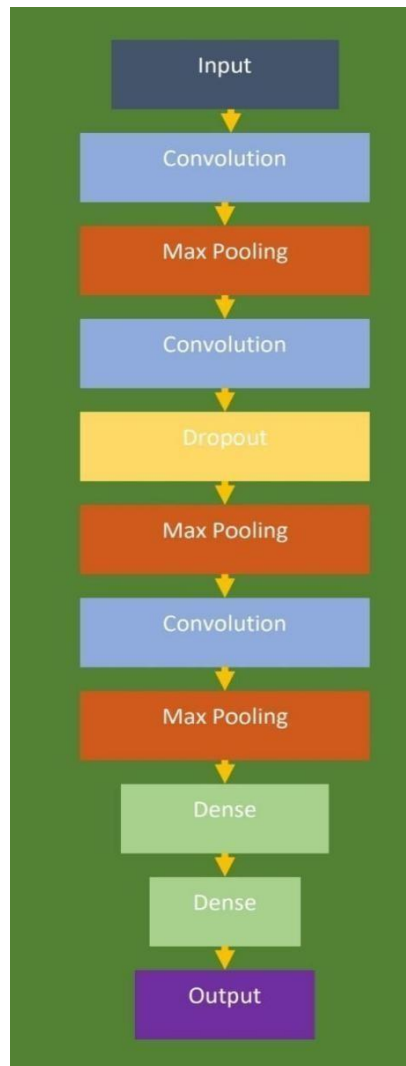 Input
Convolution
Max Pooling
Convolution
Dropout
Max Pooling
Convolution
Max Pooling
Dense
Dense
Output